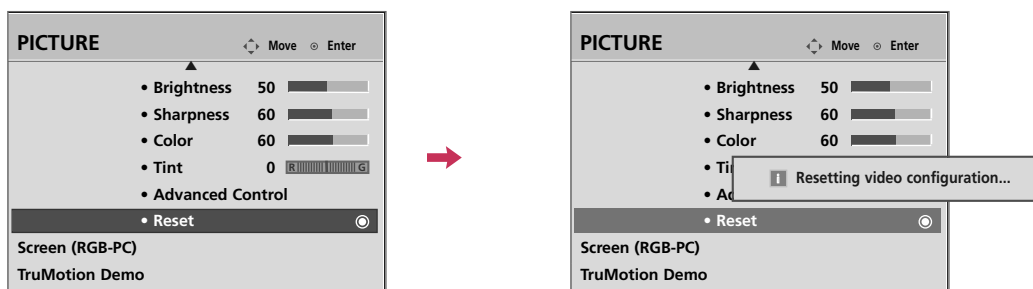 PICTURE Move Enter
• Brightness 50
• Sharpness 60
• Color 60
• Tint 0 R G
• Advanced Control
• Reset
Screen (RGB-PC)
TruMotion Demo
PICTURE Move Enter
• Brightness 50
• Sharpness 60
• Color 60
• Ti
i Resetting video configuration...
• Ad
• Reset
Screen (RGB-PC)
TruMotion Demo